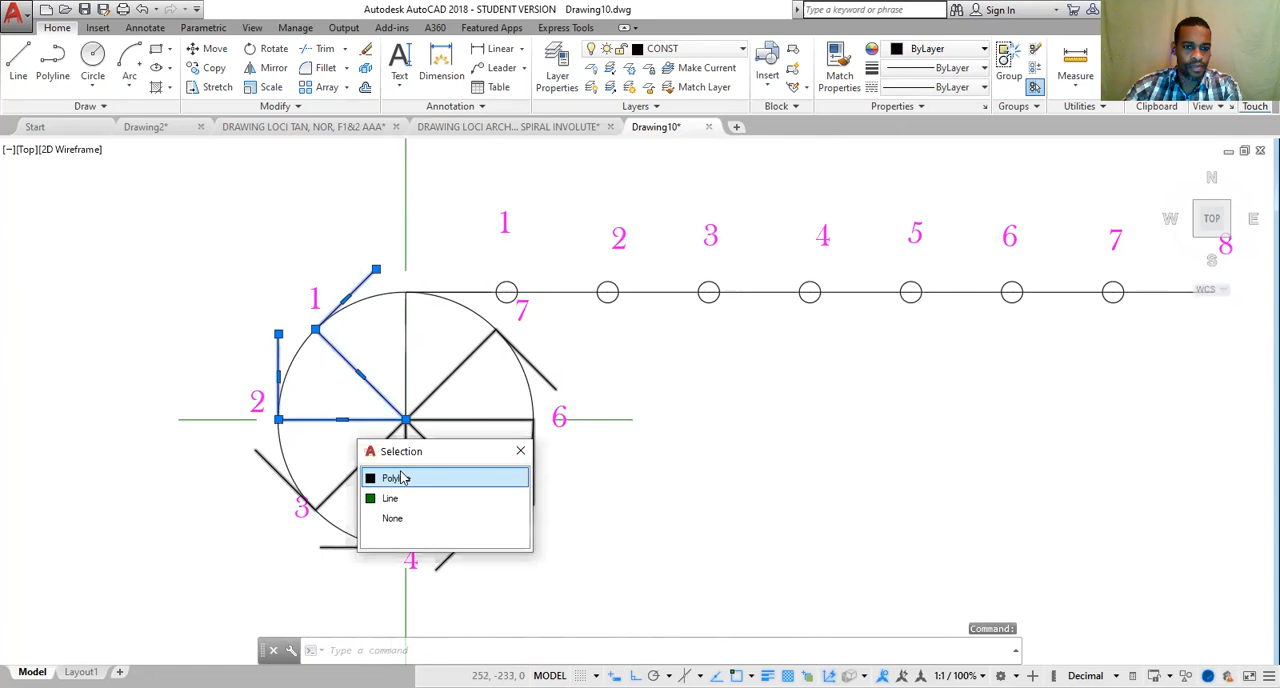 Autodesk AutoCAD 2018 - STUDENT VERSION Drawing10.dwg
Type a keyword or phrase
Sign In
Home Insert Annotate Parametric View Manage Output Add-ins A360 Featured Apps Express Tools
Line Polyline Circle Arc
Move Rotate Trim
Copy Mirror Fillet
Stretch Scale Array
Text Dimension
Linear
Leader
Table
Layer Properties
CONST
Make Current
Match Layer
Insert
Match Properties
ByLayer
ByLayer
ByLayer
Group
Measure
Draw Modify Annotation Layers Block Properties Groups Utilities Clipboard View Touch
Start Drawing2* DRAWING LOCI TAN, NOR, F1&2 AAA* DRAWING LOCI ARCH... SPIRAL INVOLUTE* Drawing10*
[−][Top][2D Wireframe]
N
W TOP E
S
WCS
1 2 3 4 5 6 7 8
1
7
2
6
3
4
Selection
Line
None
Command:
Type a command
Model Layout1
252, -233, 0 MODEL 1:1 / 100% Decimal